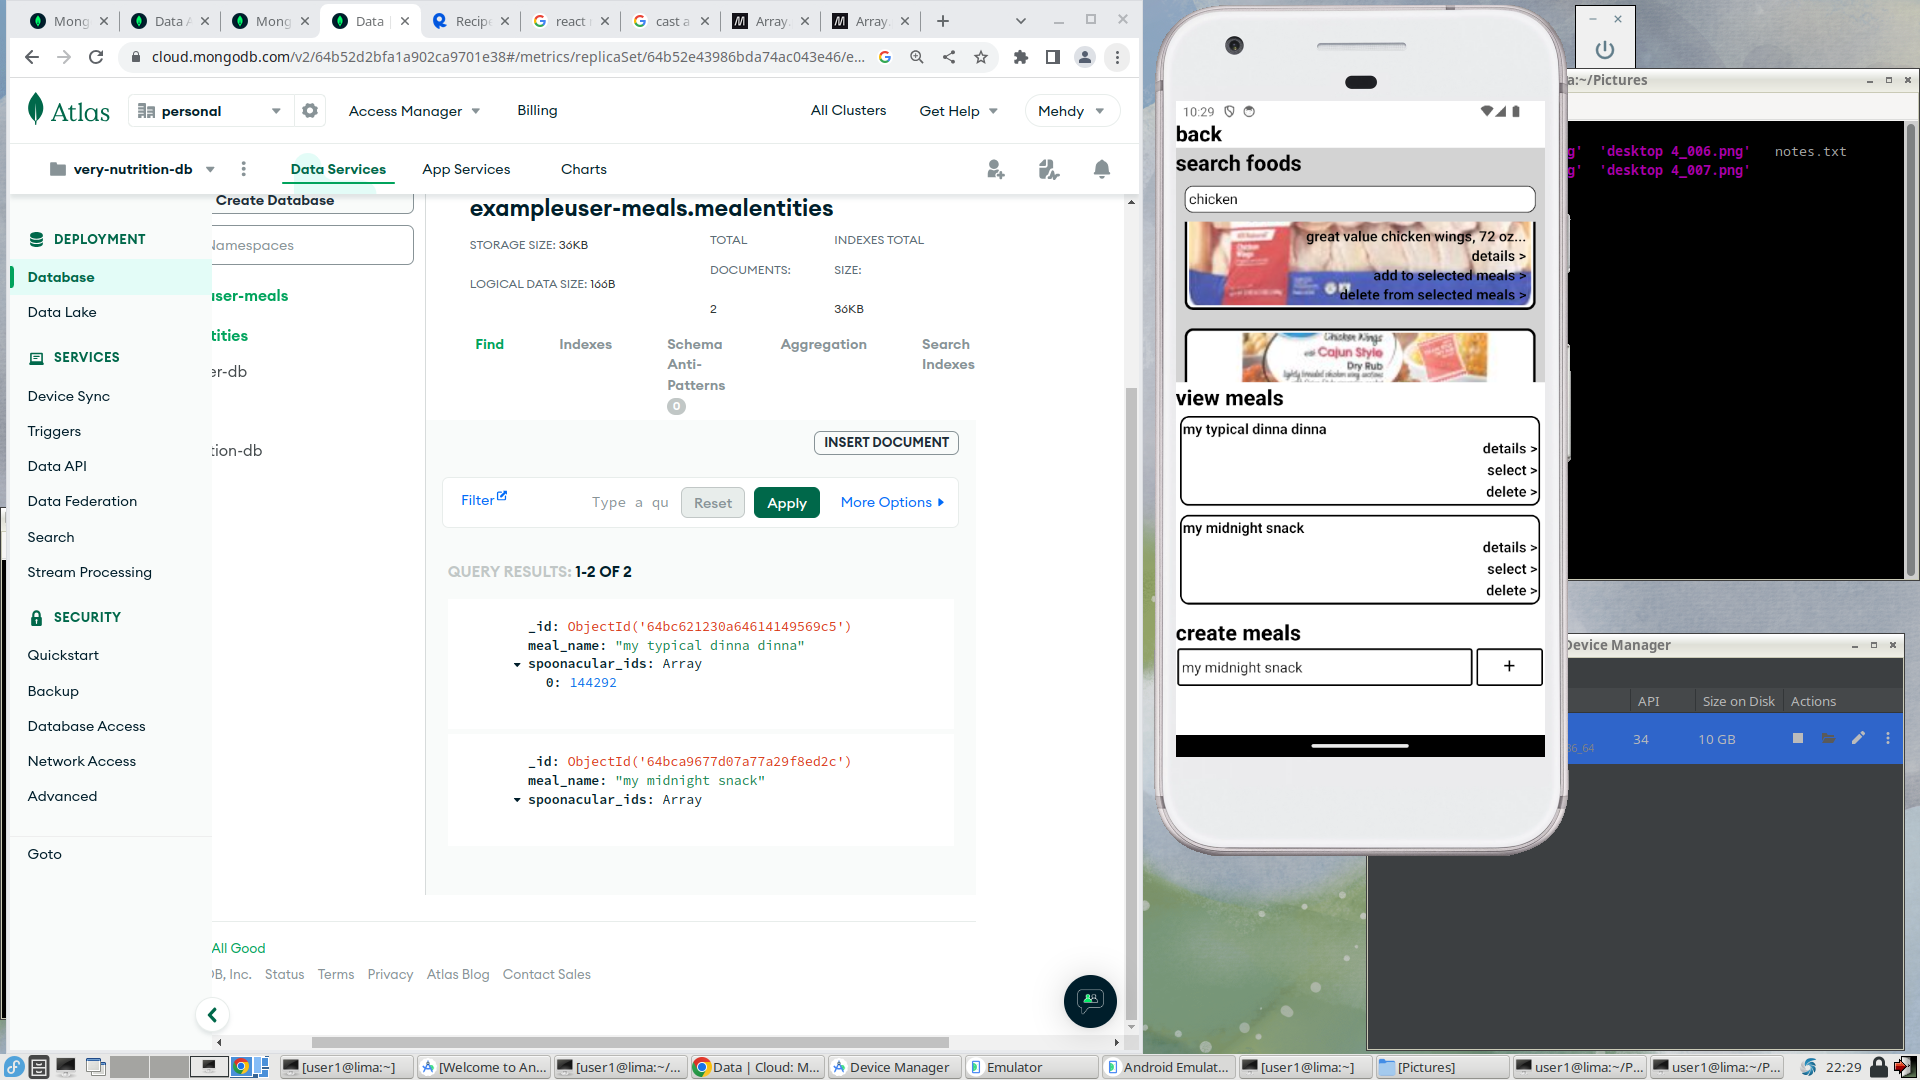 Mong
Data A
Mong
Data
Recipe
react n
cast a
Array.
Array.
cloud.mongodb.com/v2/64b52d2bfa1a902ca9701e38#/metrics/replicaSet/64b52e43986bda74ac043e46/e...
Atlas
personal
Access Manager
Billing
All Clusters
Get Help
Mehdy
very-nutrition-db
Data Services
App Services
Charts
DEPLOYMENT
Database
Data Lake
SERVICES
Device Sync
Triggers
Data API
Data Federation
Search
Stream Processing
SECURITY
Quickstart
Backup
Database Access
Network Access
Advanced
Goto
Create Database
Namespaces
user-meals
tities
er-db
tion-db
exampleuser-meals.mealentities
STORAGE SIZE: 36KB
LOGICAL DATA SIZE: 166B
TOTAL
DOCUMENTS:
2
INDEXES TOTAL
SIZE:
36KB
Find
Indexes
Schema
Anti-
Patterns
0
Aggregation
Search
Indexes
INSERT DOCUMENT
Filter
Type a qu
Reset
Apply
More Options
QUERY RESULTS: 1-2 OF 2
_id: ObjectId('64bc621230a64614149569c5')
meal_name: "my typical dinna dinna"
spoonacular_ids: Array
0: 144292
_id: ObjectId('64bca9677d07a77a29f8ed2c')
meal_name: "my midnight snack"
spoonacular_ids: Array
All Good
DB, Inc. Status Terms Privacy Atlas Blog Contact Sales
10:29
back
search foods
chicken
great value chicken wings, 72 oz...
details >
add to selected meals >
delete from selected meals >
Chicken Wings
with Cajun Style
Dry Rub
view meals
my typical dinna dinna
details >
select >
delete >
my midnight snack
details >
select >
delete >
create meals
my midnight snack
+
a:~/Pictures
g' 'desktop 4_006.png' notes.txt
g' 'desktop 4_007.png'
Device Manager
API
Size on Disk
Actions
86_64
34
10 GB
[user1@lima:~]
[Welcome to An...
[user1@lima:~/...
Data | Cloud: M...
Device Manager
Emulator
Android Emulat...
[user1@lima:~]
[Pictures]
user1@lima:~/P...
user1@lima:~/P...
22:29